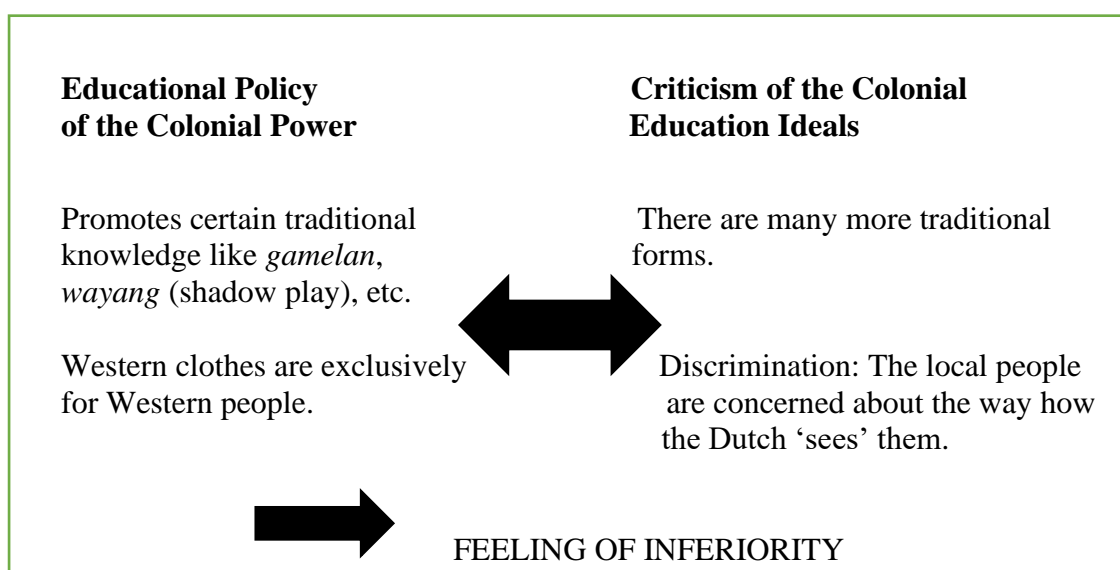 Educational Policy
of the Colonial Power
Promotes certain traditional
knowledge like gamelan,
wayang (shadow play), etc.
Western clothes are exclusively
for Western people.
Criticism of the Colonial
Education Ideals
There are many more traditional
forms.
Discrimination: The local people
are concerned about the way how
the Dutch ‘sees’ them.
FEELING OF INFERIORITY